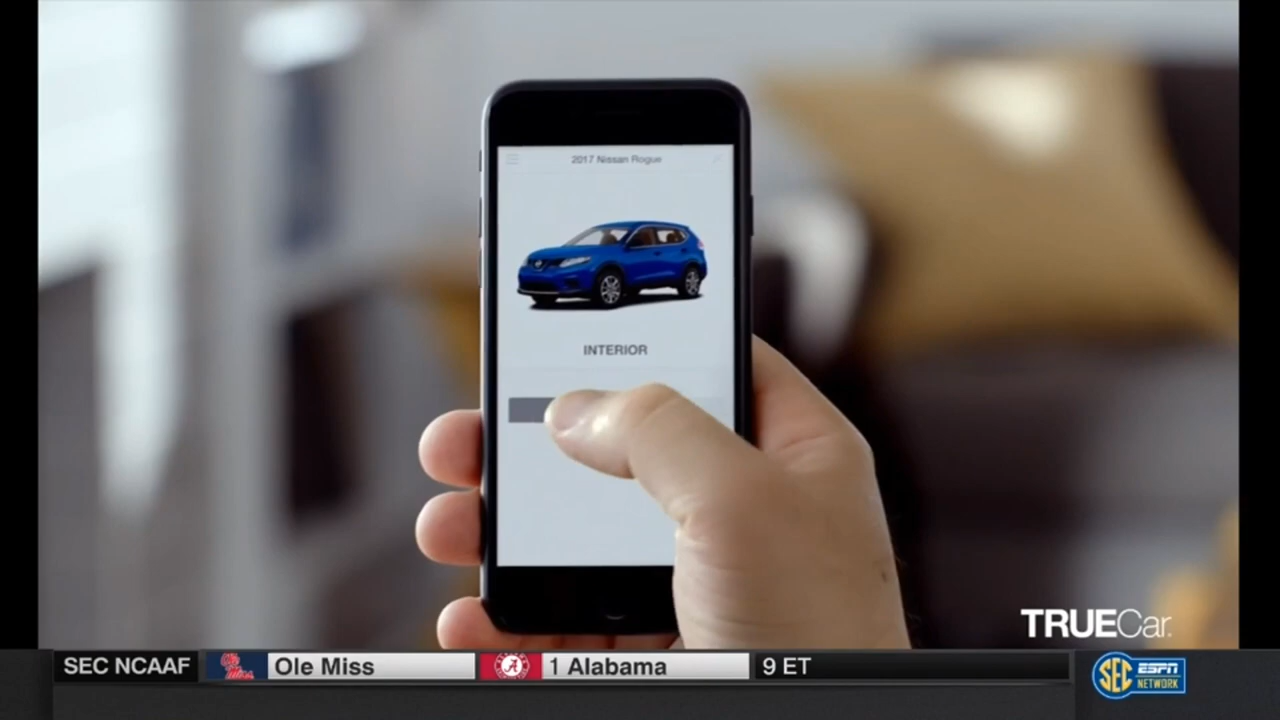 2017 Nissan Rogue
INTERIOR
TRUECar
SEC NCAAF Ole Miss 1 Alabama 9 ET
SEC ESPN NETWORK